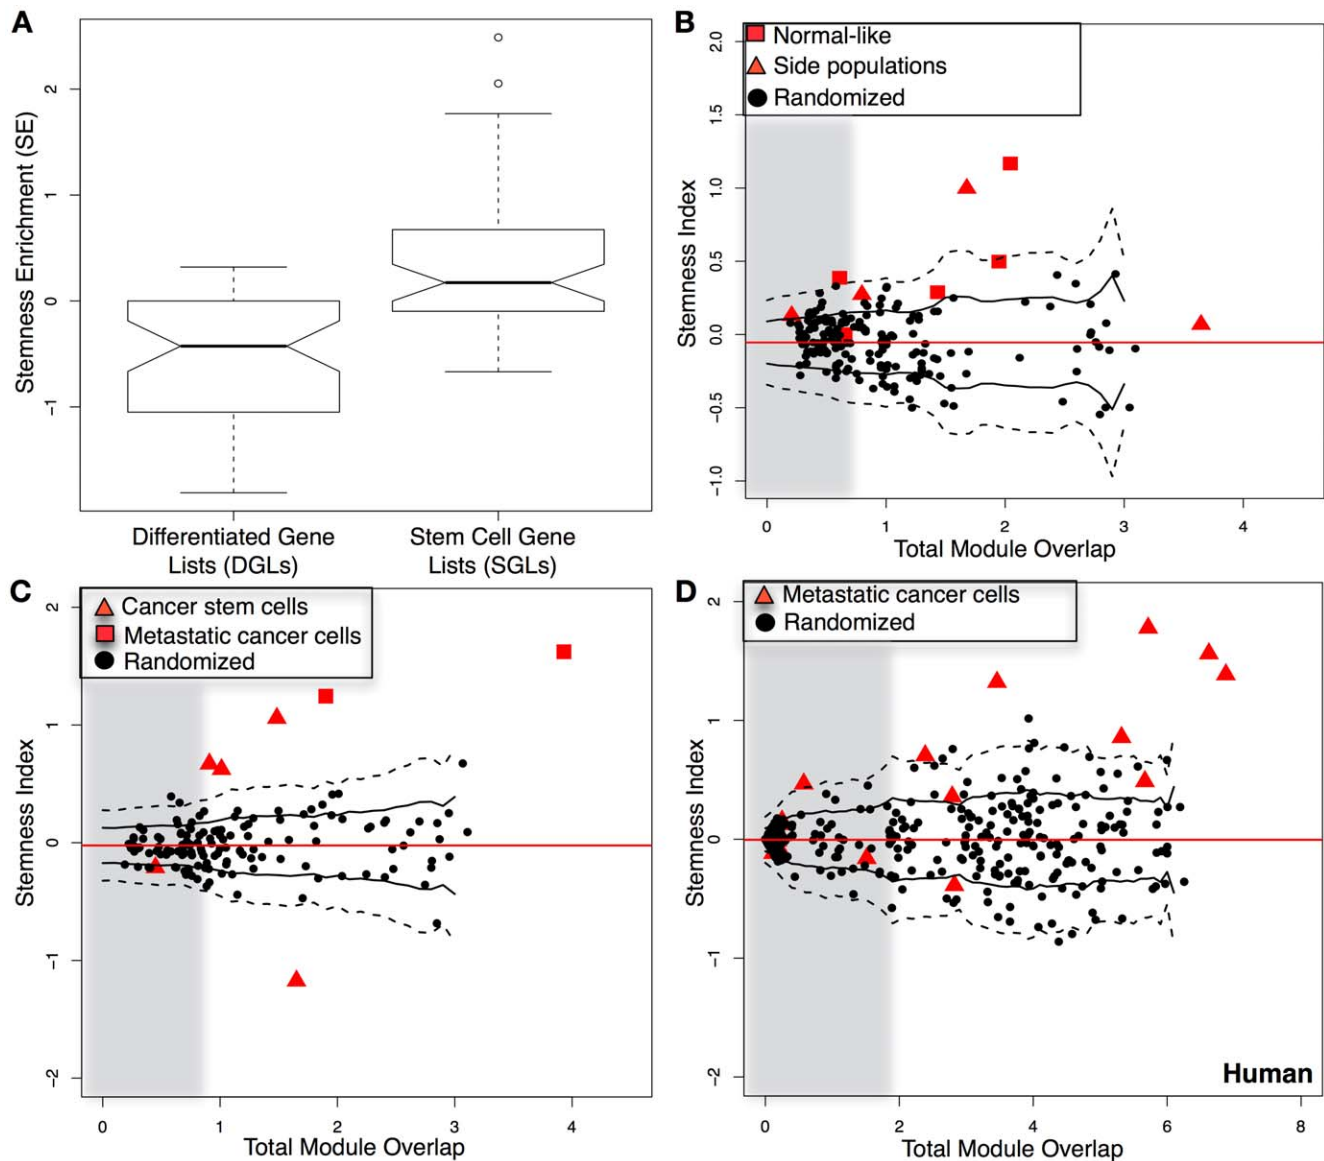 A
Stemness Enrichment (SE)
2
1
0
−1
Differentiated Gene
Lists (DGLs)
Stem Cell Gene
Lists (SGLs)
B
Normal-like
Side populations
Randomized
Stemness Index
2.0
1.5
1.0
0.5
0.0
−0.5
−1.0
0 1 2 3 4
Total Module Overlap
C
Cancer stem cells
Metastatic cancer cells
Randomized
Stemness Index
2
1
0
−1
−2
0 1 2 3 4
Total Module Overlap
D
Metastatic cancer cells
Randomized
Stemness Index
2
1
0
−1
−2
Human
0 2 4 6 8
Total Module Overlap